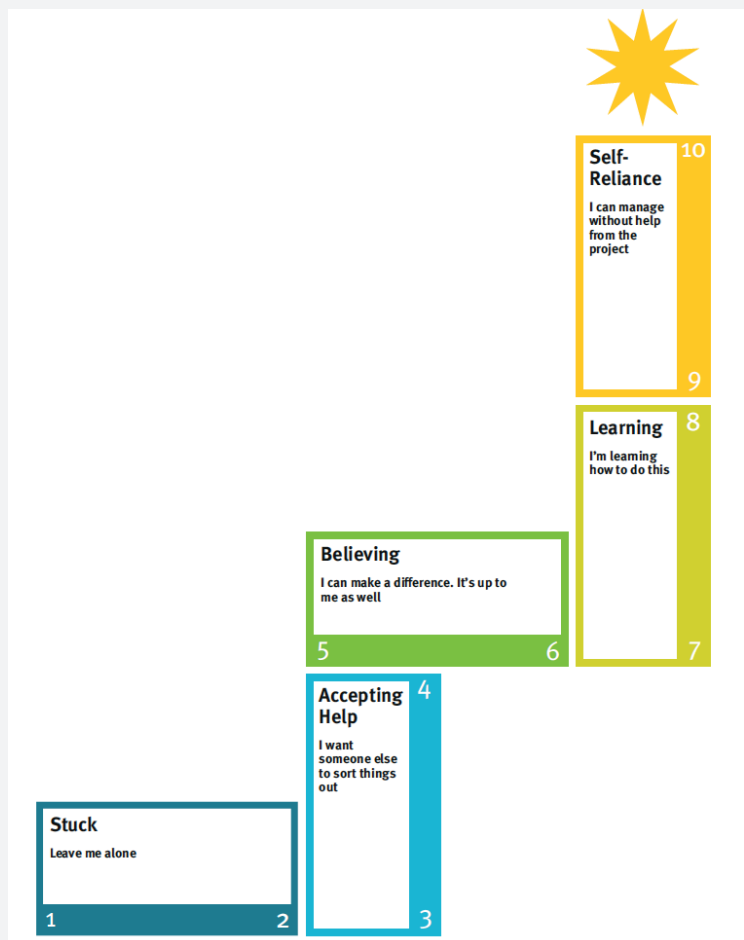 Self-
Reliance
10
I can manage
without help
from the
project
9
Learning
8
I'm learning
how to do this
7
Believing
I can make a difference. It's up to
me as well
5 6
Accepting
Help
4
I want
someone else
to sort things
out
3
Stuck
Leave me alone
1 2